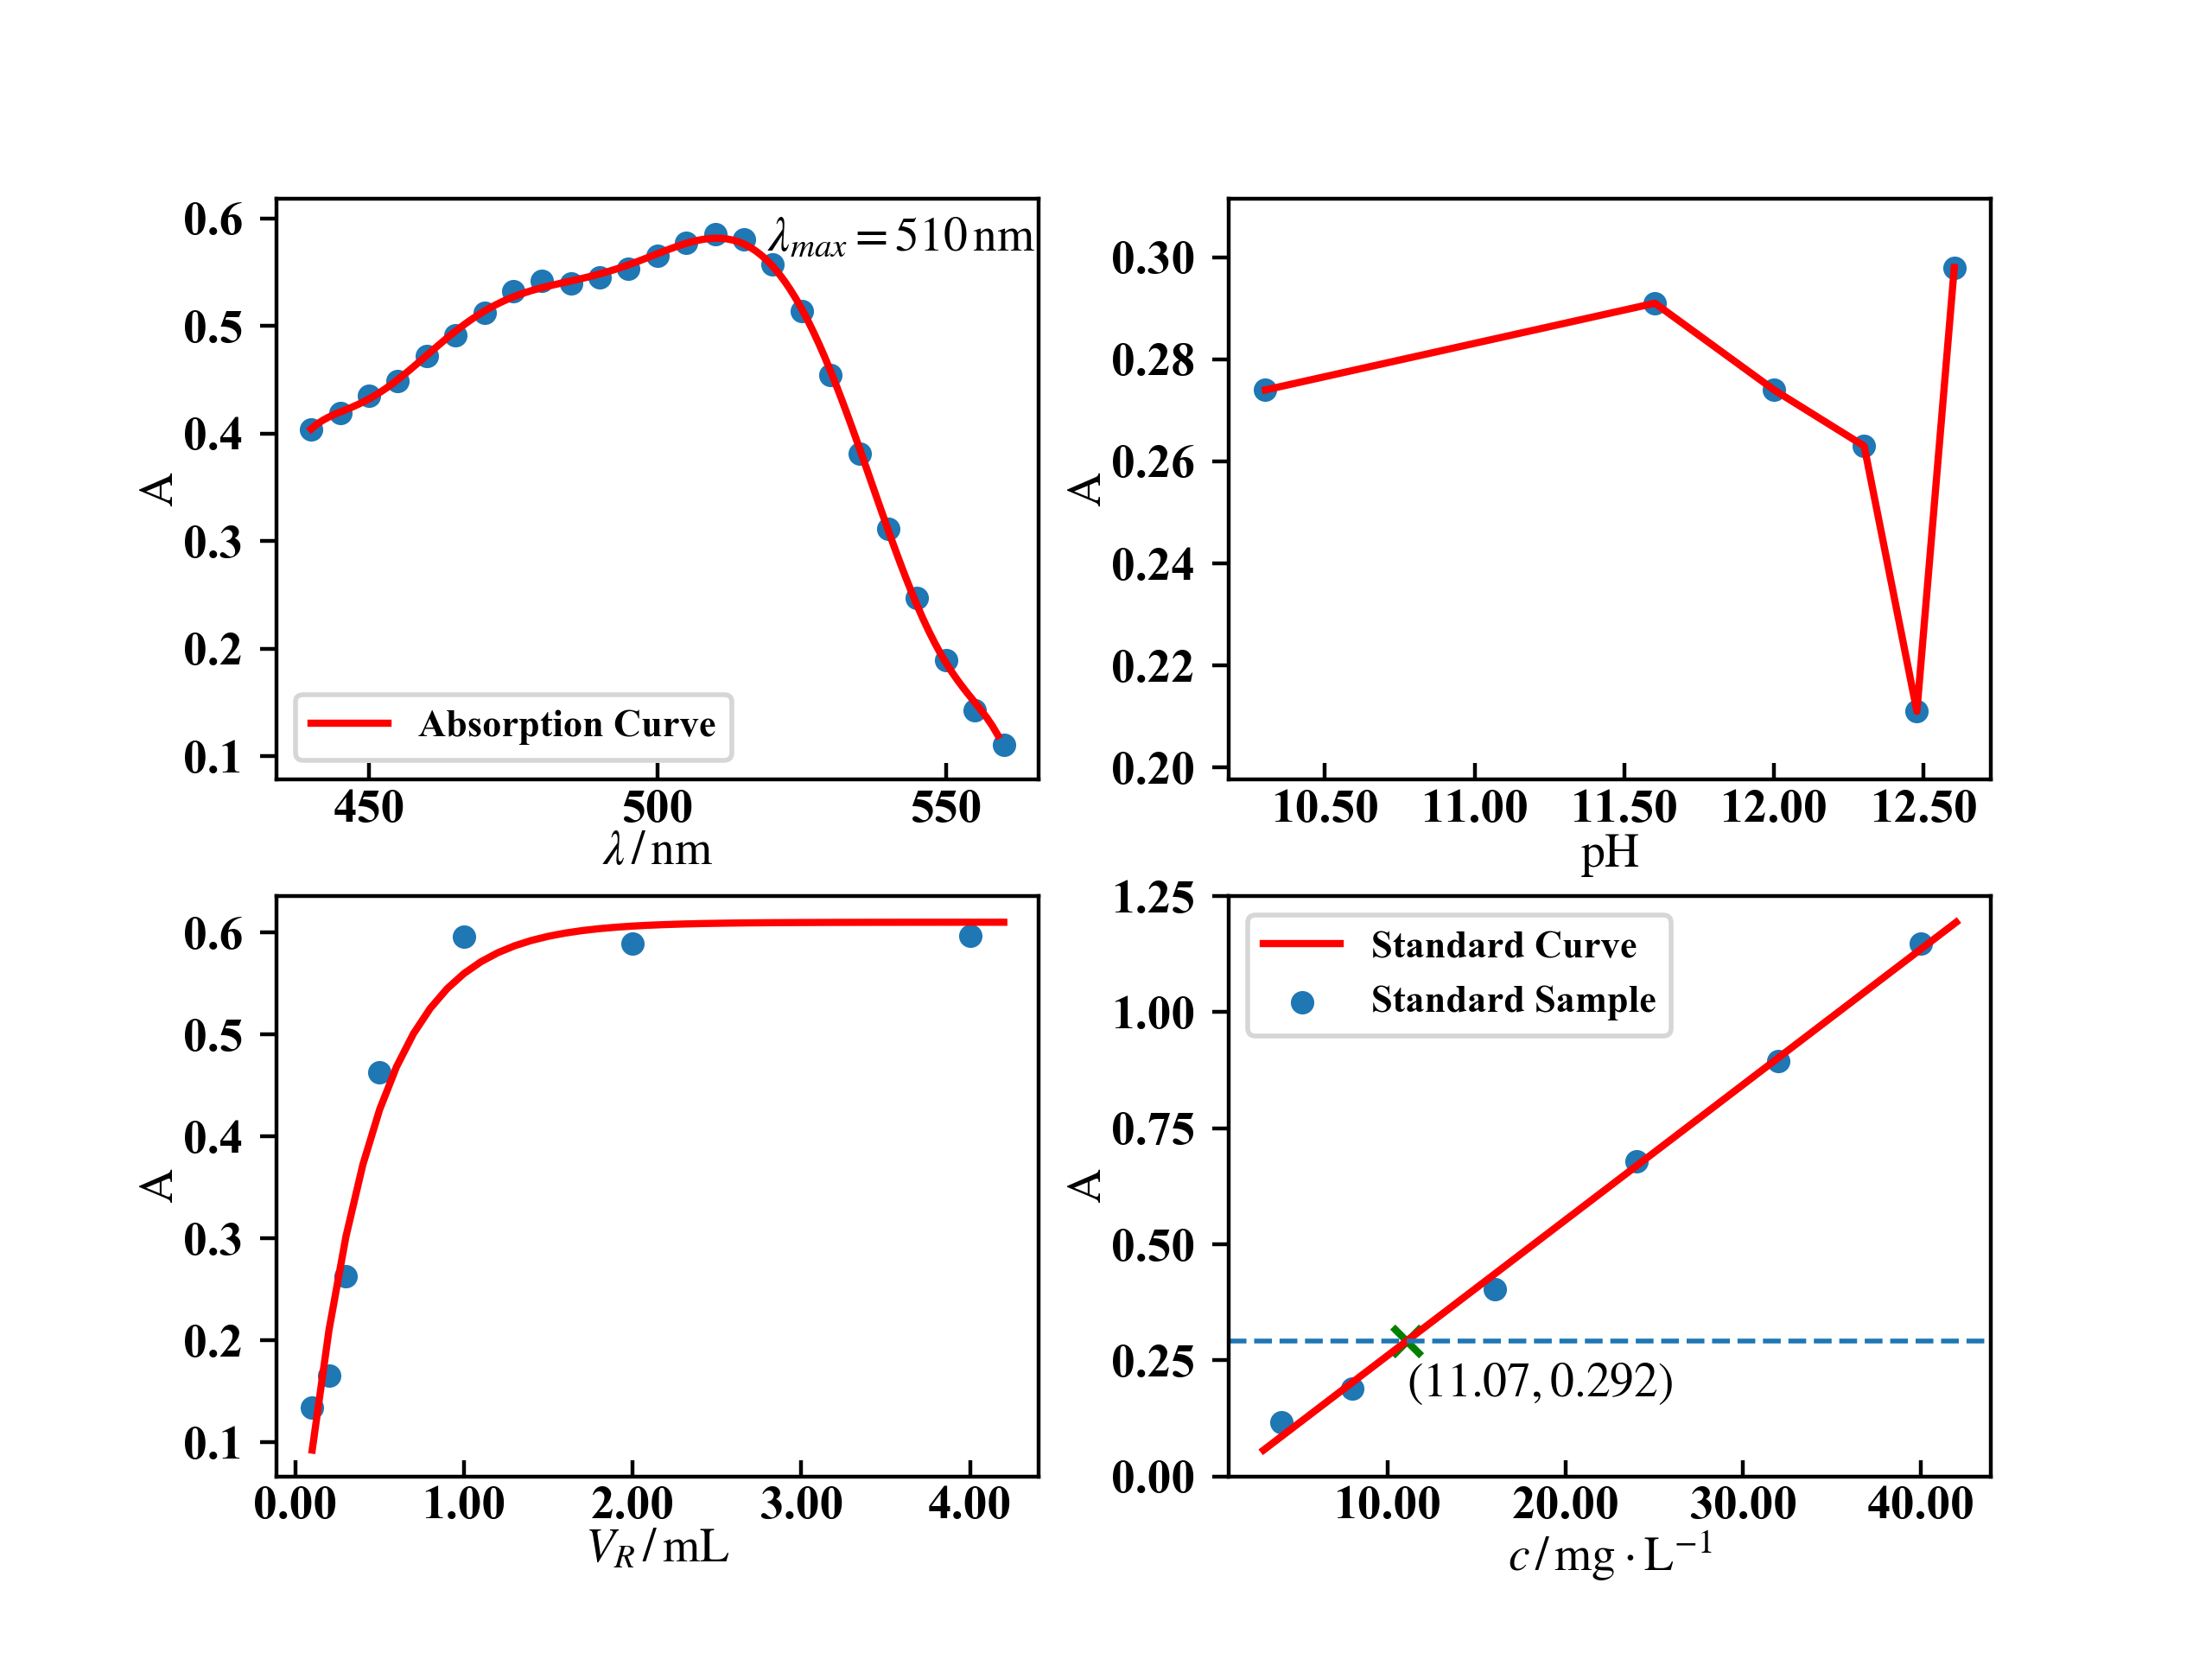 0.6
0.5
0.4
0.3
0.2
0.1
A
λmax = 510 nm
Absorption Curve
450 500 550
λ / nm
0.30
0.28
0.26
0.24
0.22
0.20
A
10.50 11.00 11.50 12.00 12.50
pH
0.6
0.5
0.4
0.3
0.2
0.1
A
0.00 1.00 2.00 3.00 4.00
V_R / mL
1.25
1.00
0.75
0.50
0.25
0.00
A
Standard Curve
Standard Sample
(11.07, 0.292)
10.00 20.00 30.00 40.00
c / mg · L⁻¹